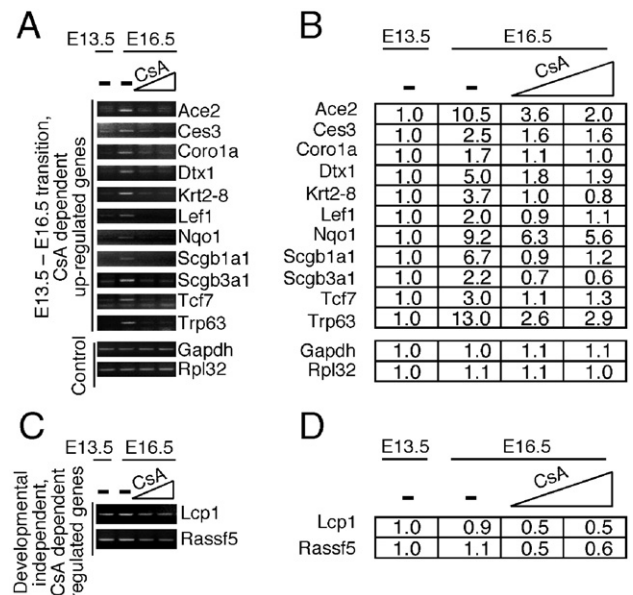 A
E13.5 E16.5
- - CsA
E13.5 – E16.5 transition,
CsA dependent
up-regulated genes
Ace2
Ces3
Coro1a
Dtx1
Krt2-8
Lef1
Nqo1
Scgb1a1
Scgb3a1
Tcf7
Trp63
Control
Gapdh
Rpl32
B
E13.5 E16.5
- - CsA
Ace2 1.0 10.5 3.6 2.0
Ces3 1.0 2.5 1.6 1.6
Coro1a 1.0 1.7 1.1 1.0
Dtx1 1.0 5.0 1.8 1.9
Krt2-8 1.0 3.7 1.0 0.8
Lef1 1.0 2.0 0.9 1.1
Nqo1 1.0 9.2 6.3 5.6
Scgb1a1 1.0 6.7 0.9 1.2
Scgb3a1 1.0 2.2 0.7 0.6
Tcf7 1.0 3.0 1.1 1.3
Trp63 1.0 13.0 2.6 2.9
Gapdh 1.0 1.0 1.1 1.1
Rpl32 1.0 1.1 1.1 1.0
C
E13.5 E16.5
- - CsA
Developmental
independent,
CsA dependent
regulated genes
Lcp1
Rassf5
D
E13.5 E16.5
- - CsA
Lcp1 1.0 0.9 0.5 0.5
Rassf5 1.0 1.1 0.5 0.6